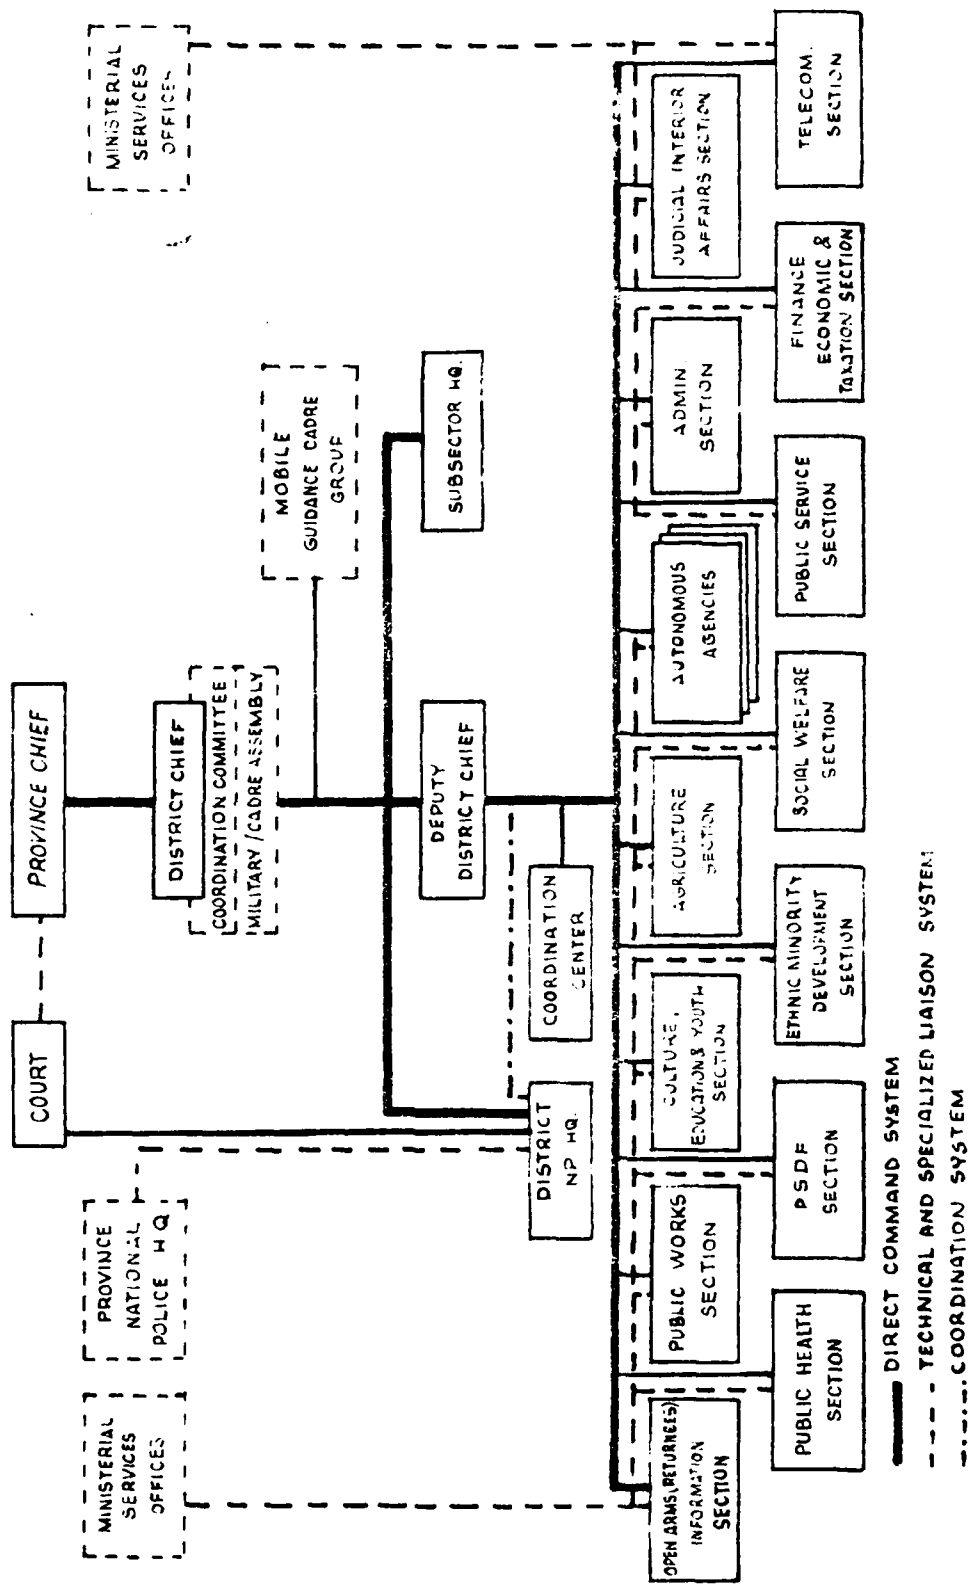 PROVINCE CHIEF
COURT
DISTRICT CHIEF
COORDINATION COMMITTEE
MILITARY/CADRE ASSEMBLY
MINISTERIAL
SERVICES
OFFICES
PROVINCE
NATIONAL
POLICE HQ
MINISTERIAL
SERVICES
OFFICES
MOBILE
GUIDANCE CADRE
GROUP
DEPUTY
DISTRICT CHIEF
SUBSECTOR HQ.
DISTRICT
NP HQ.
COORDINATION
CENTER
OPEN ARMS (RETURNEES)
INFORMATION
SECTION
PUBLIC WORKS
SECTION
CULTURE,
EDUCATION & YOUTH
SECTION
AGRICULTURE
SECTION
AUTONOMOUS
AGENCIES
ADMIN.
SECTION
JUDICIAL INTERIOR
AFFAIRS SECTION
PUBLIC HEALTH
SECTION
PSDF
SECTION
ETHNIC MINORITY
DEVELOPMENT
SECTION
SOCIAL WELFARE
SECTION
PUBLIC SERVICE
SECTION
FINANCE
ECONOMIC &
TAXATION SECTION
TELECOM.
SECTION
DIRECT COMMAND SYSTEM
TECHNICAL AND SPECIALIZED LIAISON SYSTEM
COORDINATION SYSTEM